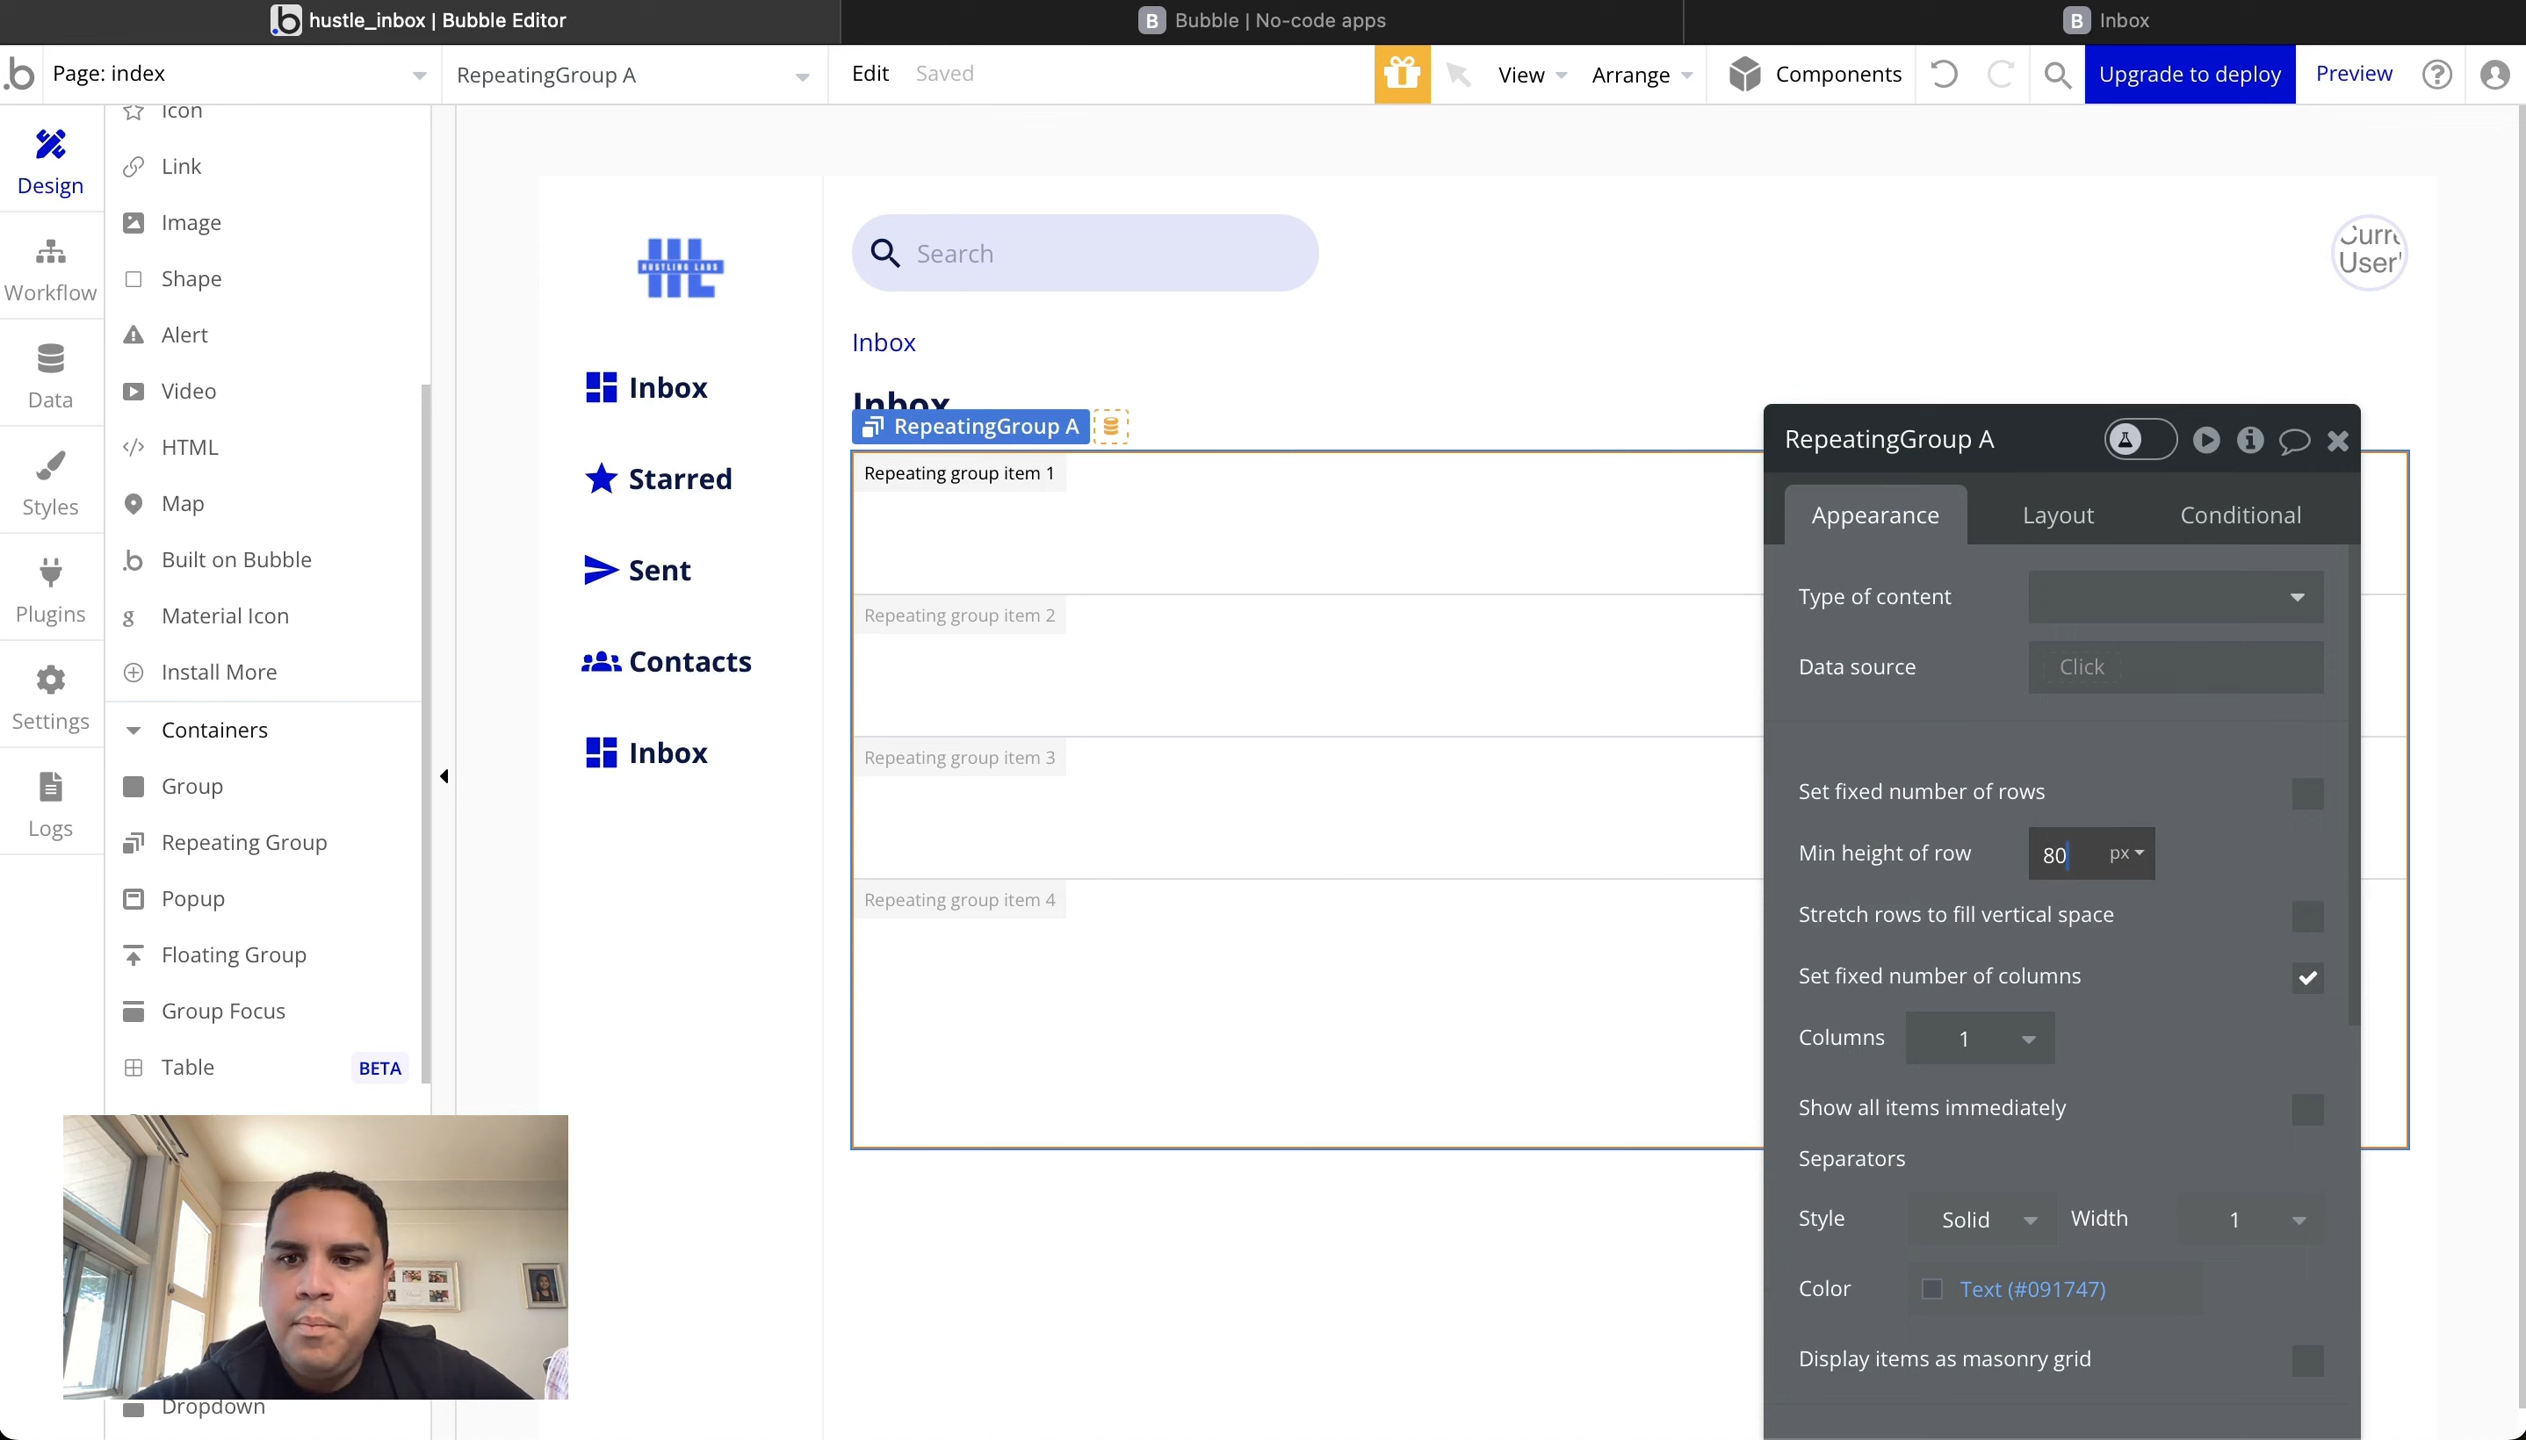 hustle_inbox | Bubble Editor
B Bubble | No-code apps
B Inbox
b Page: index
RepeatingGroup A
Edit Saved
View
Arrange
Components
Upgrade to deploy
Preview
?
Design
Workflow
Data
Styles
Plugins
Settings
Logs
Icon
Link
Image
Shape
Alert
Video
</> HTML
Map
b Built on Bubble
g Material Icon
Install More
Containers
Group
Repeating Group
Popup
Floating Group
Group Focus
Table BETA
Dropdown
HL
HUSTLING LABS
Inbox
Starred
Sent
Contacts
Inbox
Search
Curre
User'
Inbox
Inbox
RepeatingGroup A
Repeating group item 1
Repeating group item 2
Repeating group item 3
Repeating group item 4
RepeatingGroup A
Appearance Layout Conditional
Type of content
Data source Click
Set fixed number of rows
Min height of row 80 px
Stretch rows to fill vertical space
Set fixed number of columns
Columns 1
Show all items immediately
Separators
Style Solid Width 1
Color Text (#091747)
Display items as masonry grid